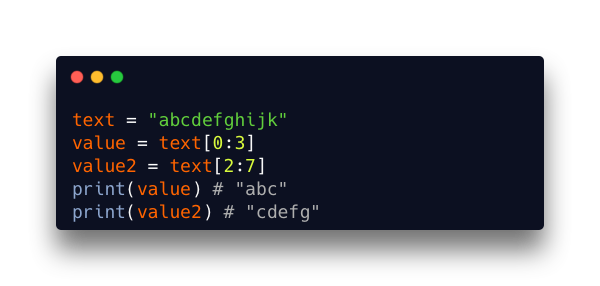 text = "abcdefghijk"
value = text[0:3]
value2 = text[2:7]
print(value) # "abc"
print(value2) # "cdefg"